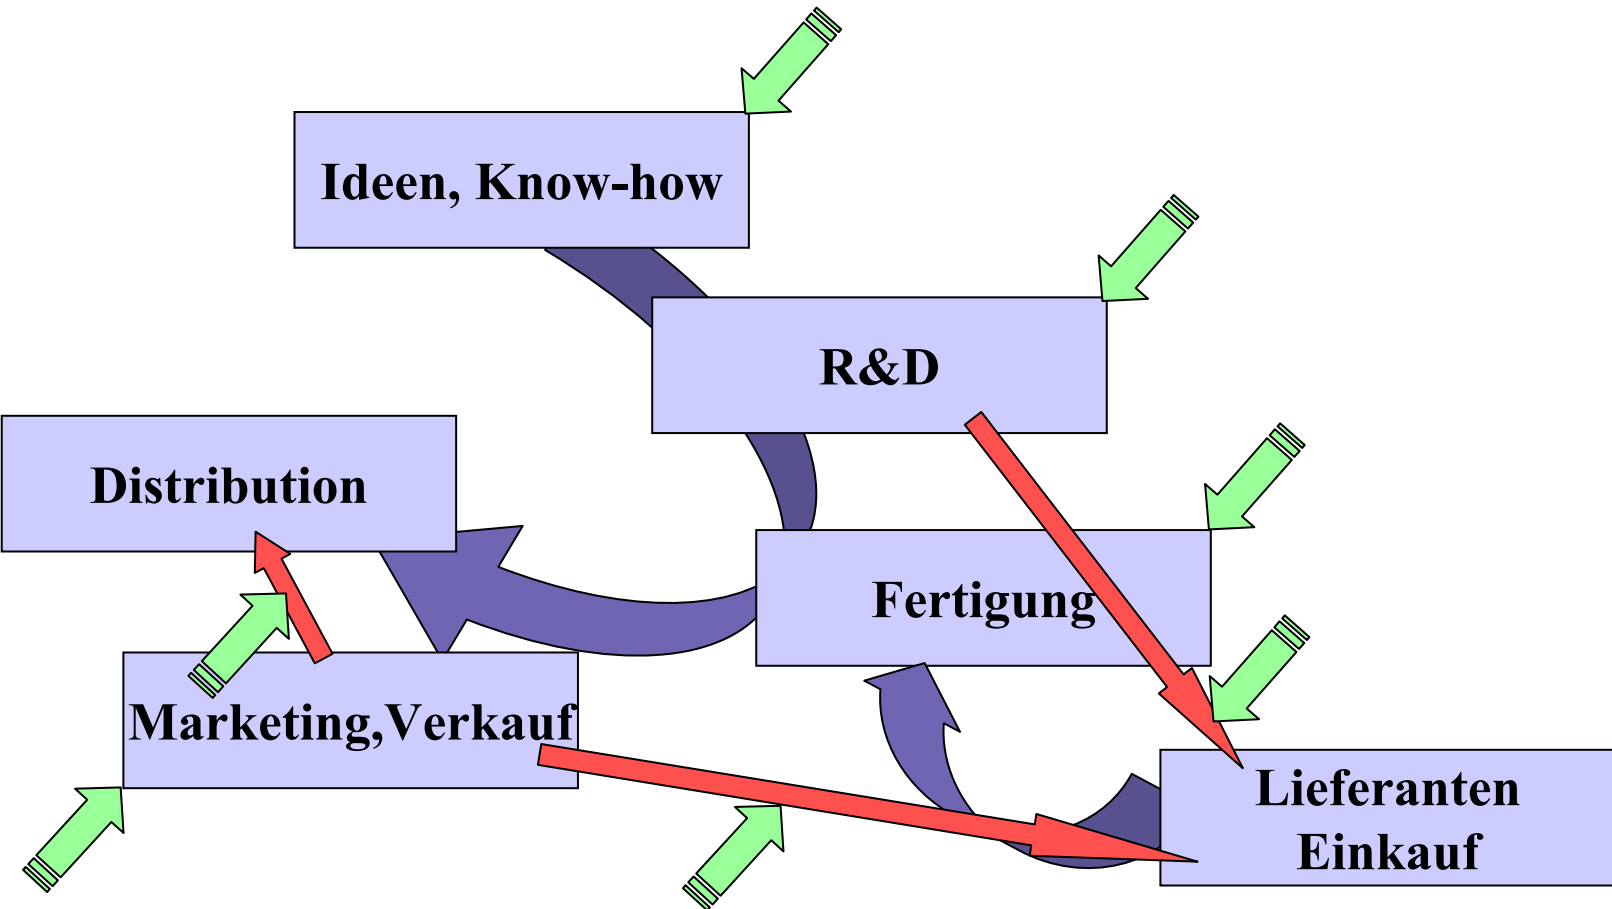 Ideen, Know-how
R&D
Distribution
Fertigung
Marketing,Verkauf
Lieferanten
Einkauf